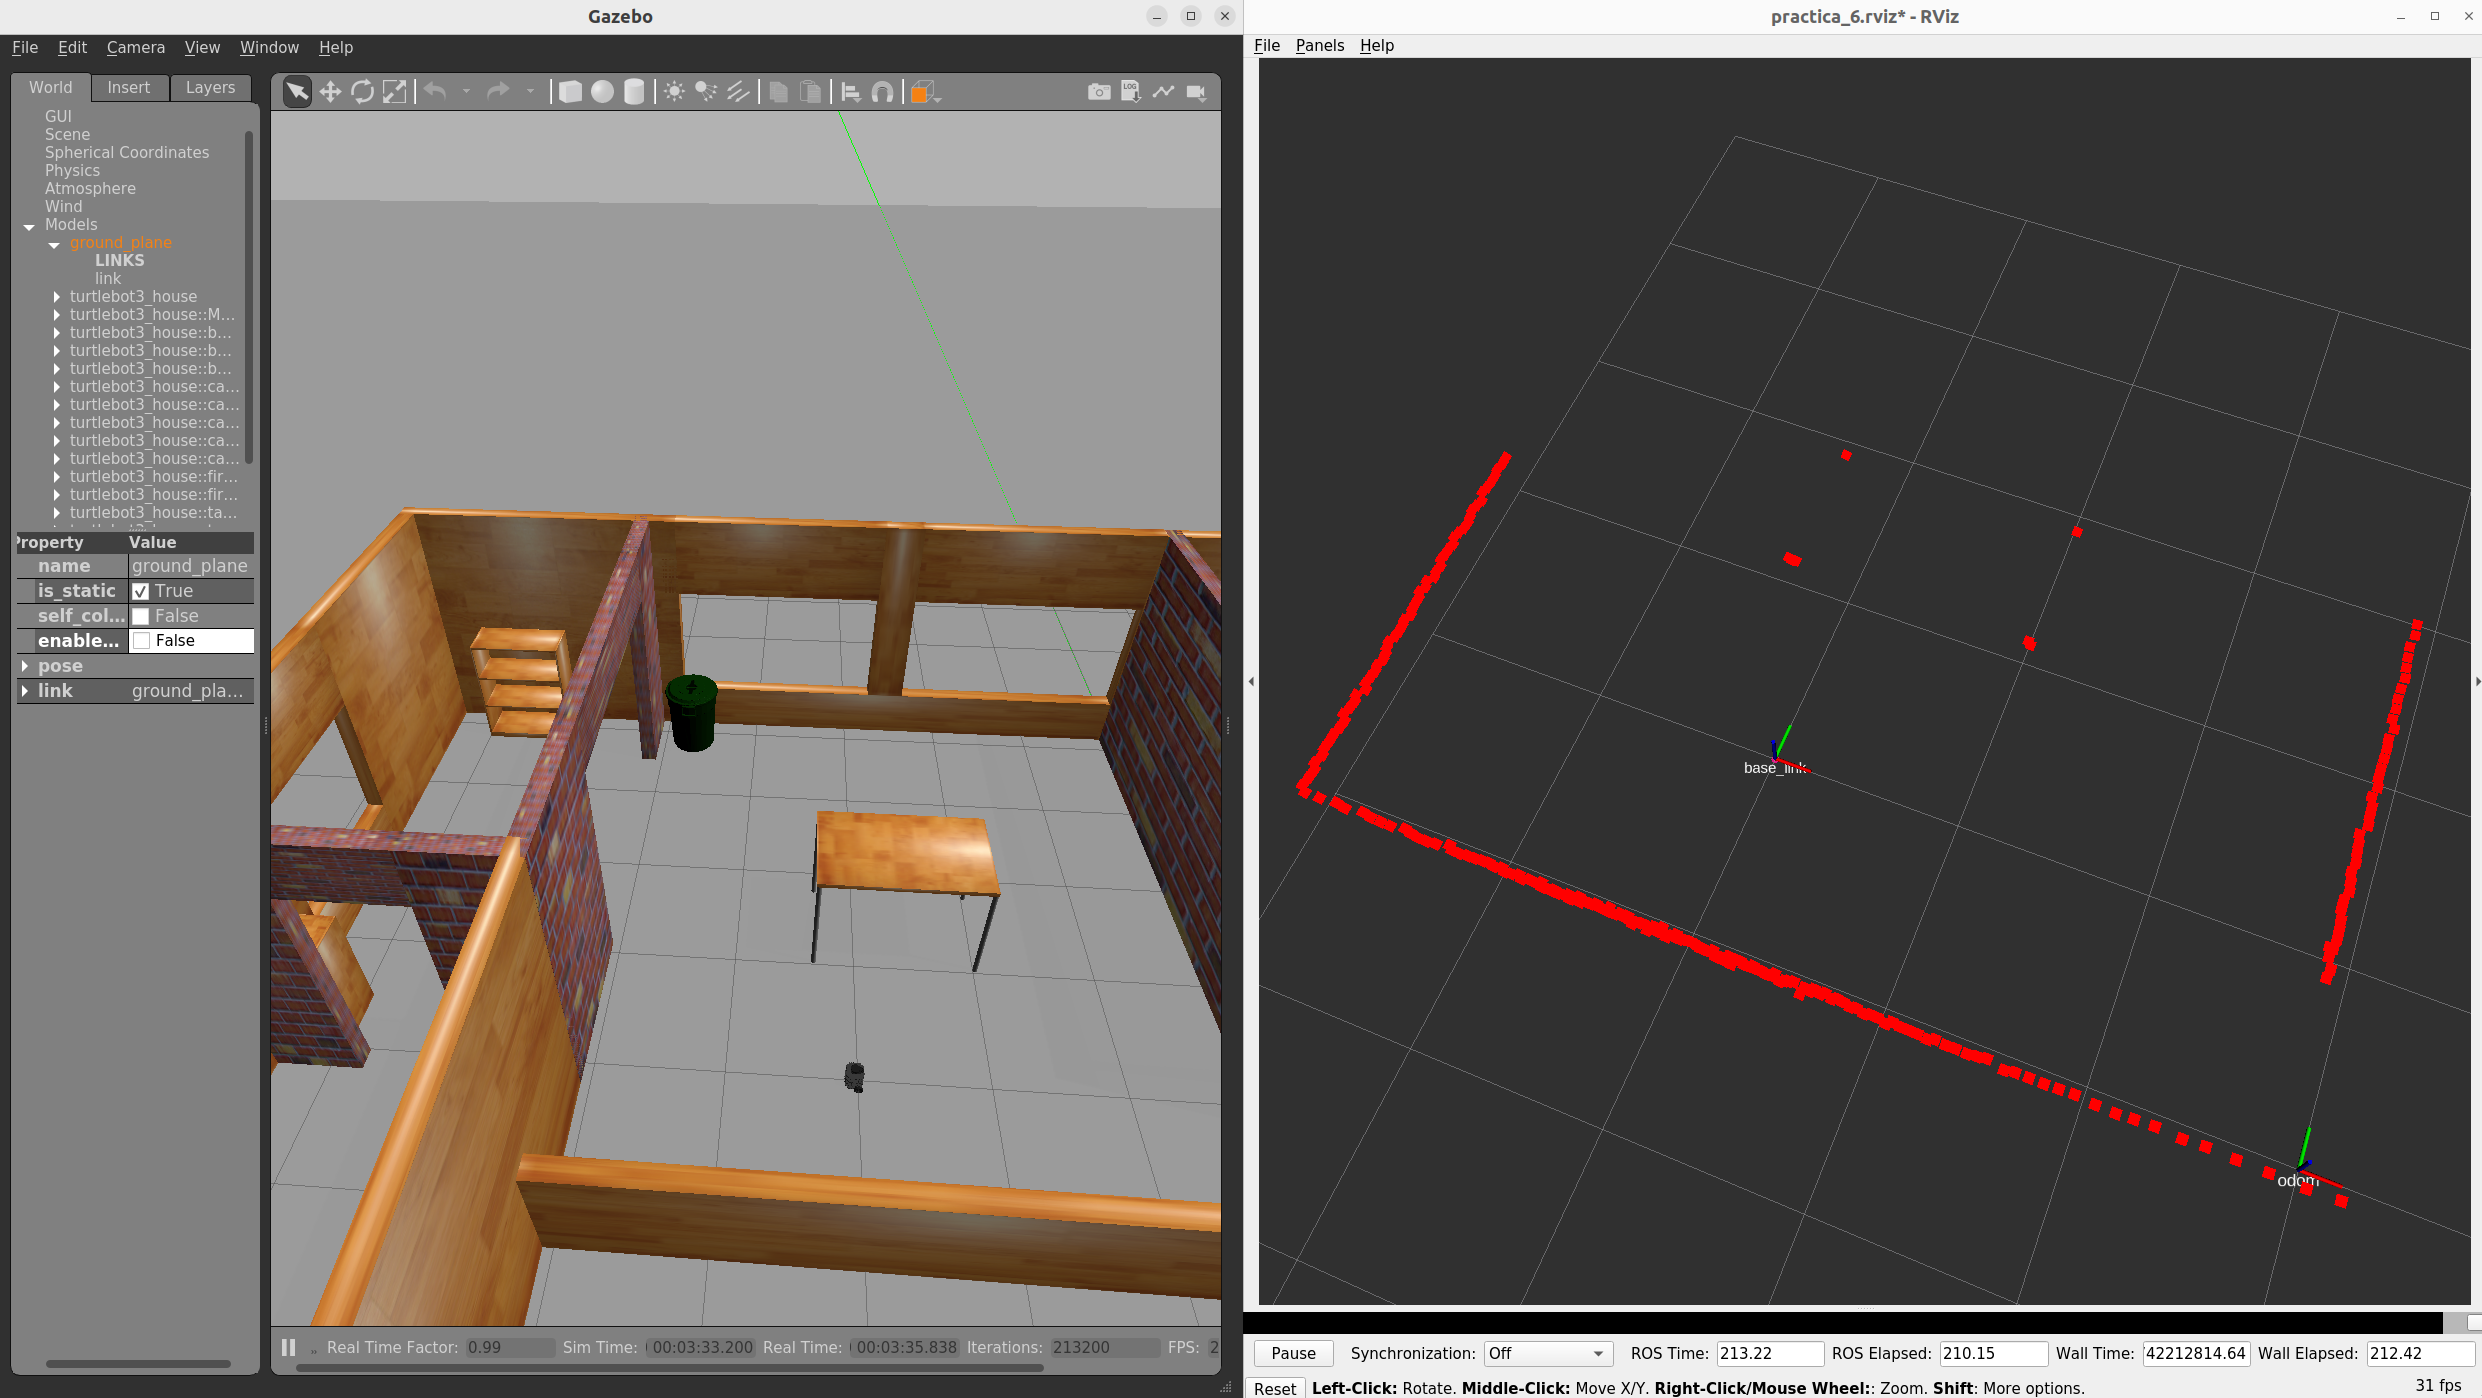 Gazebo
File Edit Camera View Window Help
World Insert Layers
GUI
Scene
Spherical Coordinates
Physics
Atmosphere
Wind
Models
ground_plane
LINKS
link
turtlebot3_house
turtlebot3_house::M...
turtlebot3_house::b...
turtlebot3_house::b...
turtlebot3_house::b...
turtlebot3_house::ca...
turtlebot3_house::ca...
turtlebot3_house::ca...
turtlebot3_house::ca...
turtlebot3_house::ca...
turtlebot3_house::fir...
turtlebot3_house::fir...
turtlebot3_house::ta...
Property Value
name ground_plane
is_static True
self_col... False
enable... False
pose
link ground_pla...
LOG
Real Time Factor: 0.99 Sim Time: 00:03:33.200 Real Time: 00:03:35.838 Iterations: 213200 FPS: 2
practica_6.rviz* - RViz
File Panels Help
base_link
odom
Pause Synchronization: Off ROS Time: 213.22 ROS Elapsed: 210.15 Wall Time: 42212814.64 Wall Elapsed: 212.42
Reset Left-Click: Rotate. Middle-Click: Move X/Y. Right-Click/Mouse Wheel:: Zoom. Shift: More options. 31 fps